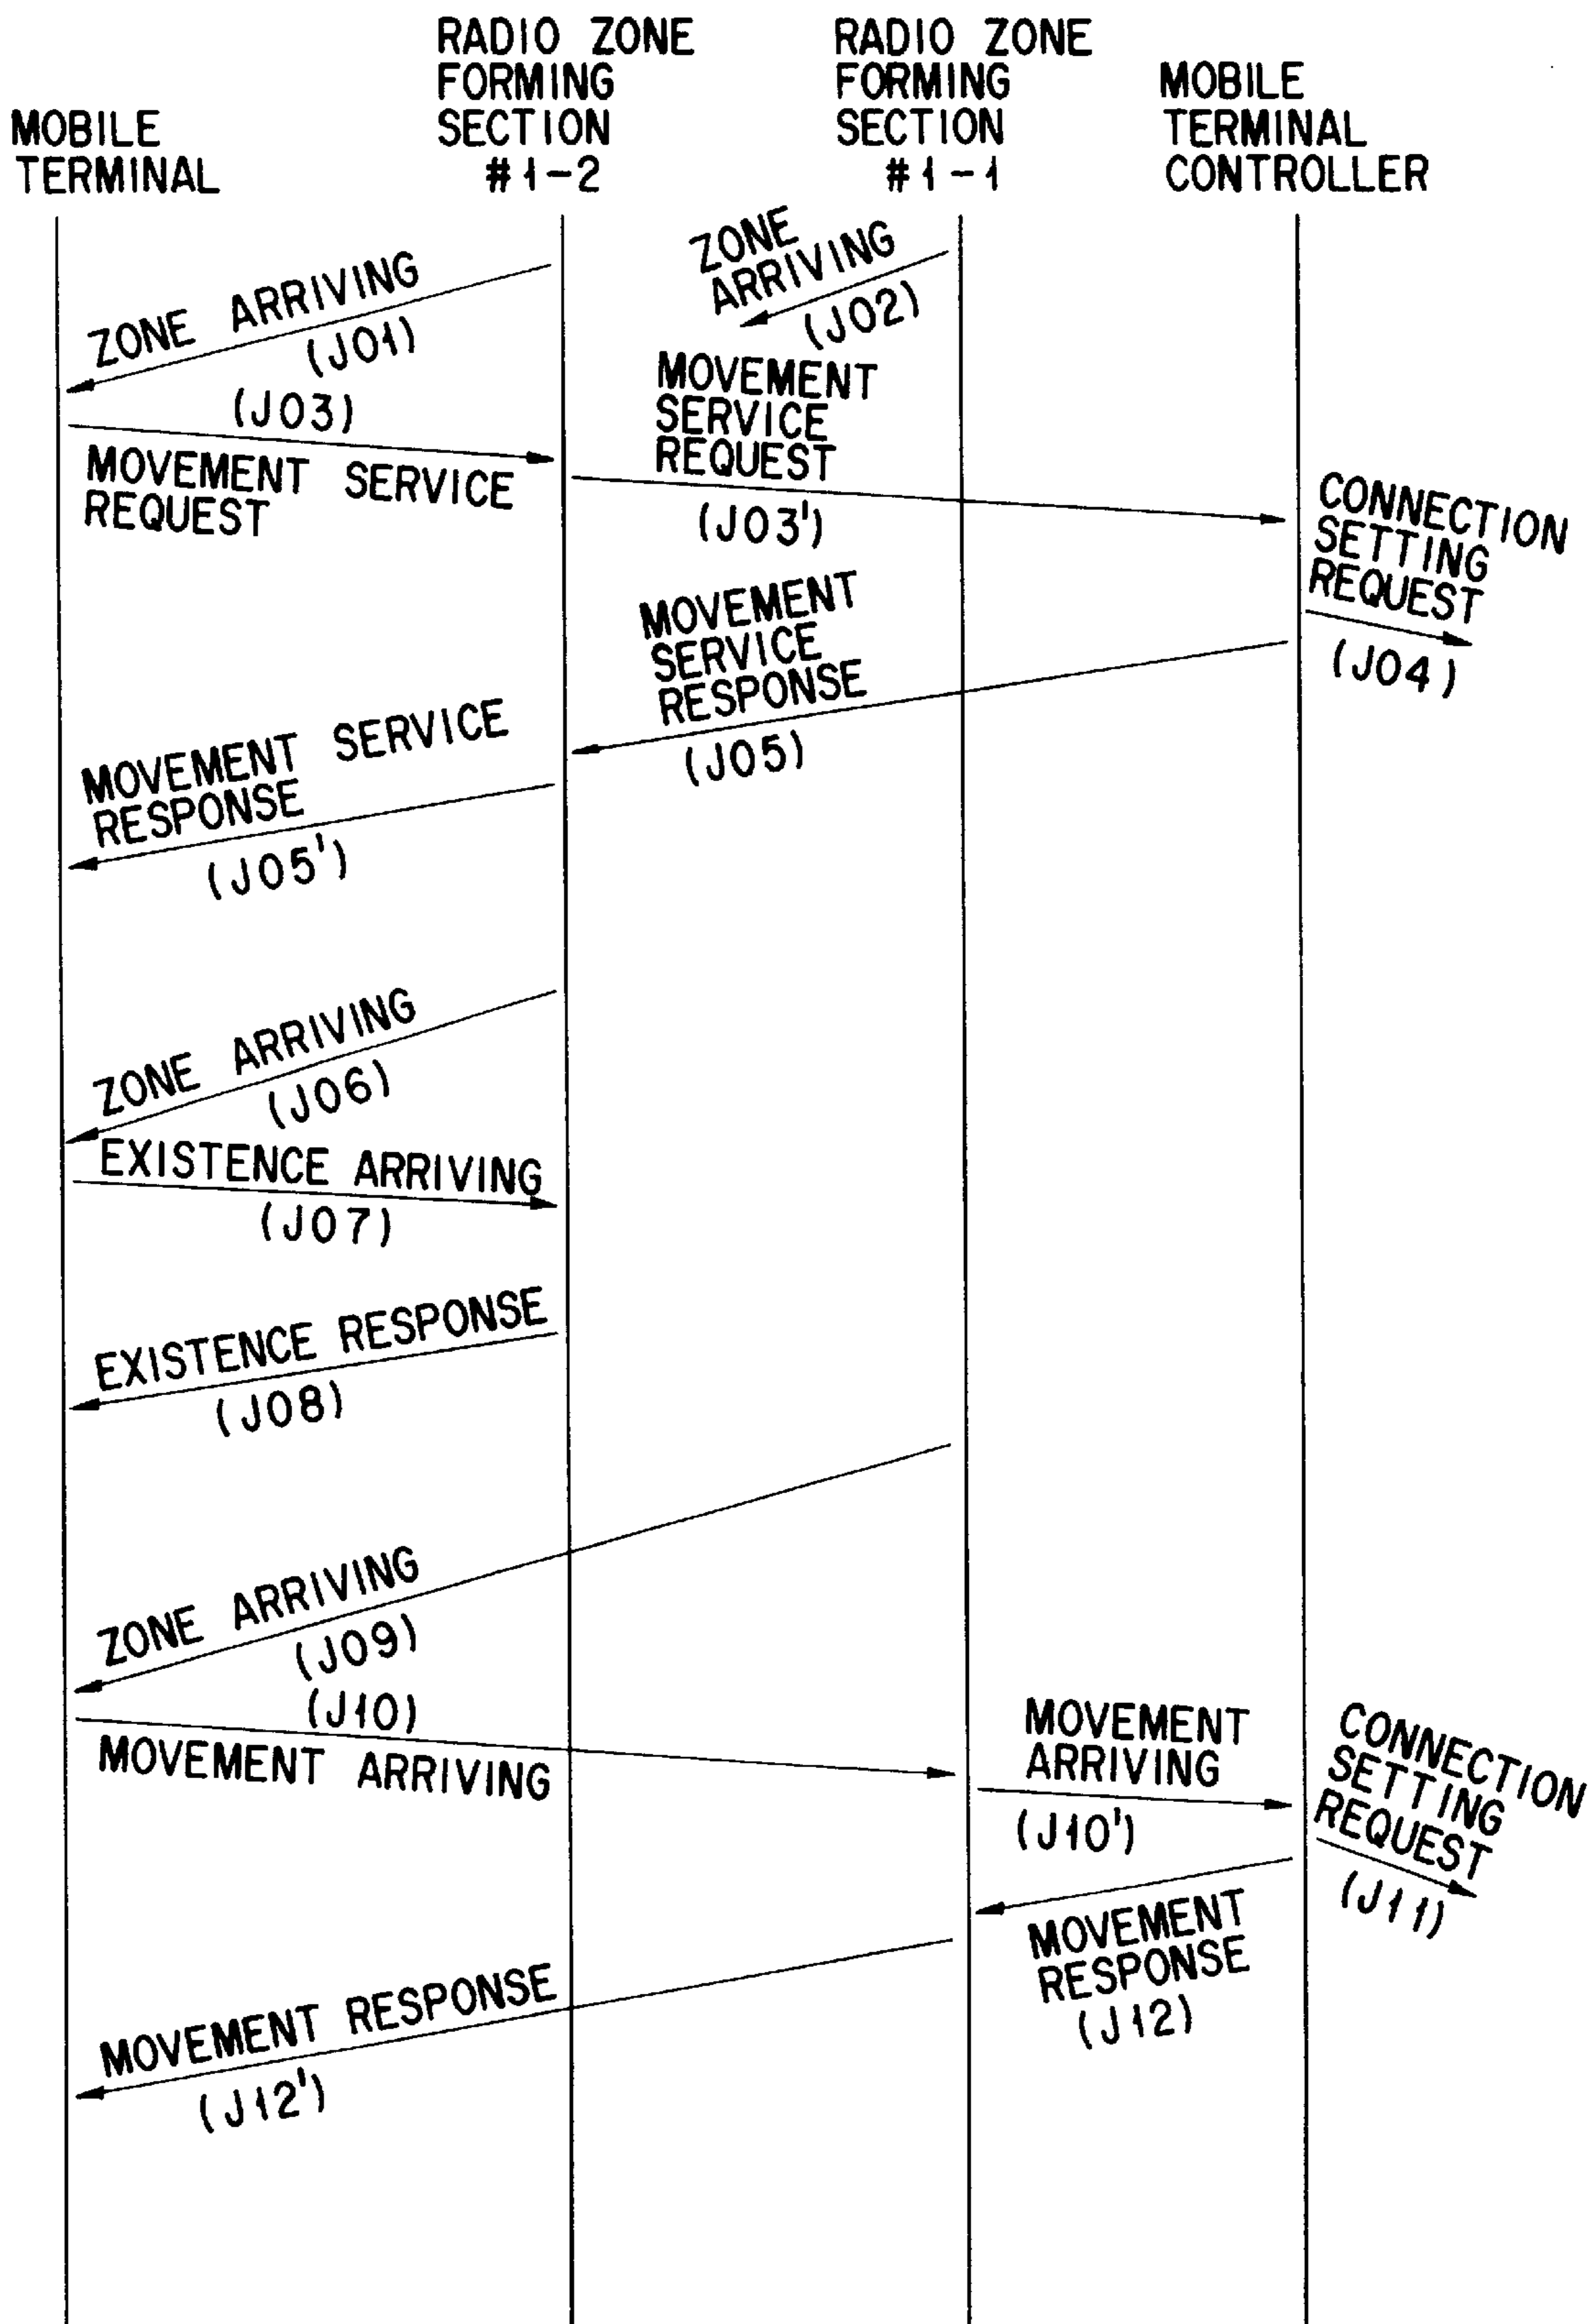 MOBILE
TERMINAL
RADIO ZONE
FORMING
SECTION
#1-2
RADIO ZONE
FORMING
SECTION
#1-1
MOBILE
TERMINAL
CONTROLLER
ZONE ARRIVING
(J01)
ZONE
ARRIVING
(J02)
(J03)
MOVEMENT SERVICE
REQUEST
MOVEMENT
SERVICE
REQUEST
(J03')
CONNECTION
SETTING
REQUEST
(J04)
MOVEMENT
SERVICE
RESPONSE
(J05)
MOVEMENT SERVICE
RESPONSE
(J05')
ZONE ARRIVING
(J06)
EXISTENCE ARRIVING
(J07)
EXISTENCE RESPONSE
(J08)
ZONE ARRIVING
(J09)
(J10)
MOVEMENT ARRIVING
MOVEMENT
ARRIVING
(J10')
CONNECTION
SETTING
REQUEST
(J11)
MOVEMENT
RESPONSE
(J12)
MOVEMENT RESPONSE
(J12')